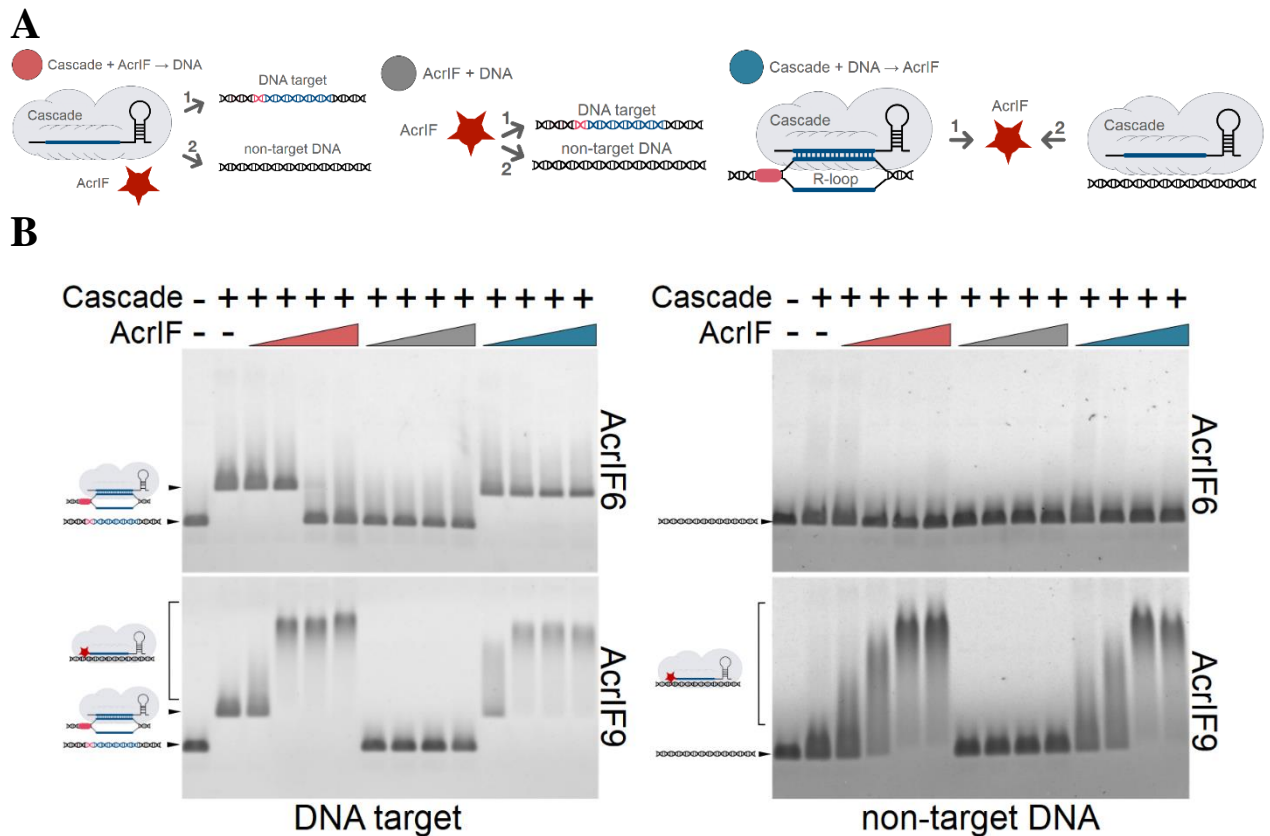 A
Cascade + AcrIF → DNA
DNA target
Cascade
1
2
non-target DNA
AcrIF
AcrIF + DNA
AcrIF
1
DNA target
2
non-target DNA
Cascade + DNA → AcrIF
Cascade
R-loop
1
AcrIF
2
Cascade
B
Cascade - + + + + + + + + + + + + +
AcrIF - -
AcrIF6
AcrIF9
DNA target
Cascade - + + + + + + + + + + + + +
AcrIF - -
AcrIF6
AcrIF9
non-target DNA